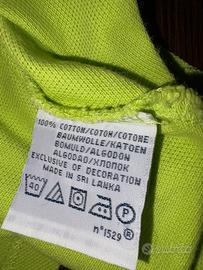 100% COTTON/COTON/COTONE
BAUMWOLLE/KATOEN
BOMULD/ALGODON
ALGODAO/ХЛОПОК
EXCLUSIVE OF DECORATION
MADE IN SRI LANKA
40 P
n°1529
Subito